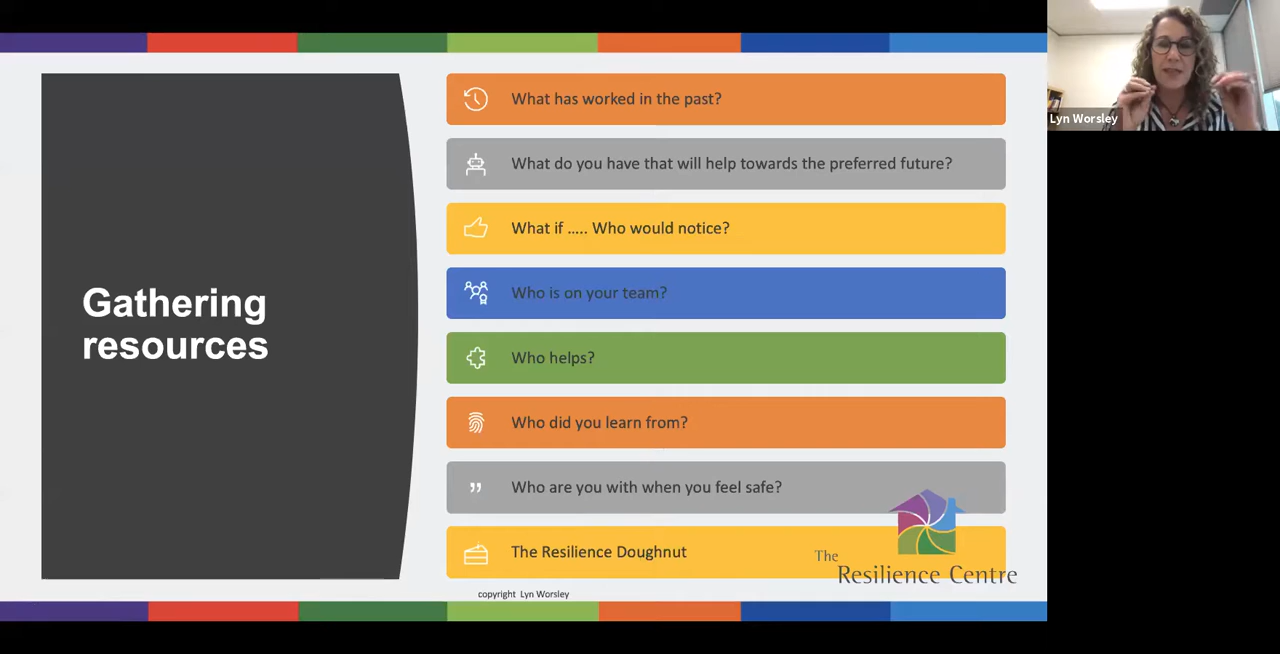 Gathering
resources
What has worked in the past?
What do you have that will help towards the preferred future?
What if ..... Who would notice?
Who is on your team?
Who helps?
Who did you learn from?
Who are you with when you feel safe?
The Resilience Doughnut
The
Resilience Centre
copyright Lyn Worsley
Lyn Worsley